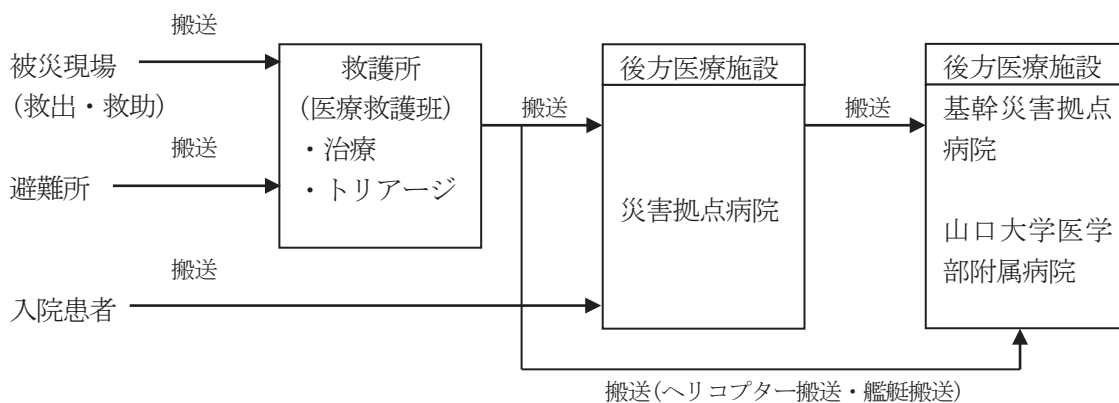 搬送
被災現場
(救出・救助)
搬送
避難所
搬送
入院患者
救護所
(医療救護班)
・治療
・トリアージ
搬送
後方医療施設
災害拠点病院
搬送
後方医療施設
基幹災害拠点
病院
山口大学医学
部附属病院
搬送(ヘリコプター搬送・艦艇搬送)